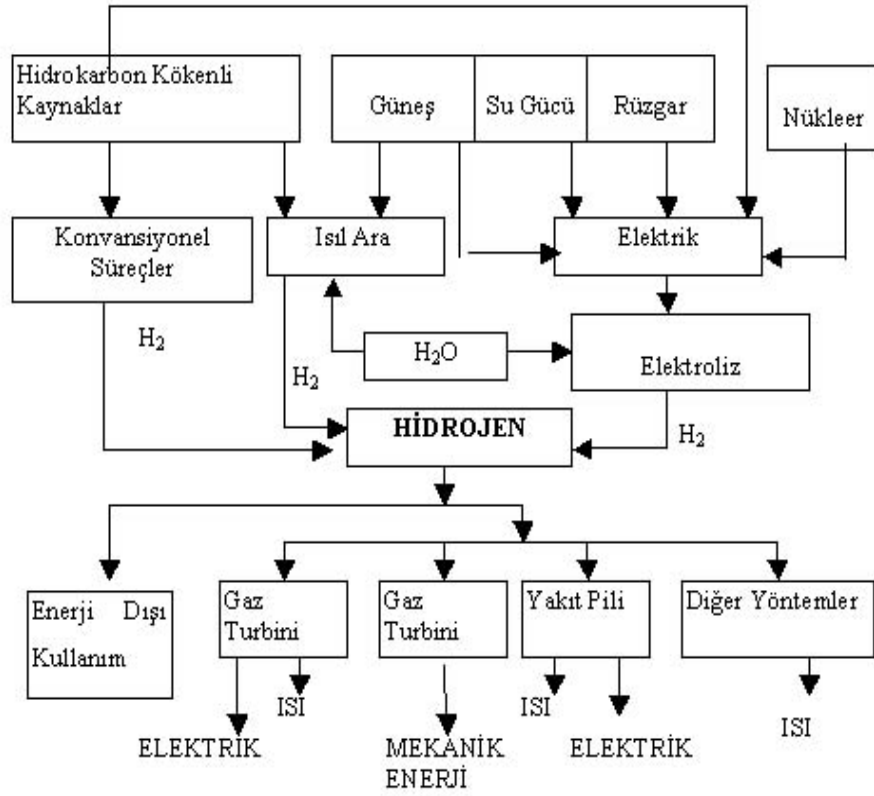 Hidrokarbon Kökenli
Kaynaklar
Güneş
Su Gücü
Rüzgar
Nükleer
Konvansiyonel
Süreçler
Isıl Ara
Elektrik
H₂
H₂
H₂O
Elektroliz
HİDROJEN
H₂
Enerji Dışı
Kullanım
Gaz
Turbini
Gaz
Turbini
Yakıt Pili
Diğer Yöntemler
ISI
ELEKTRİK
MEKANİK
ENERJİ
ISI
ELEKTRİK
ISI